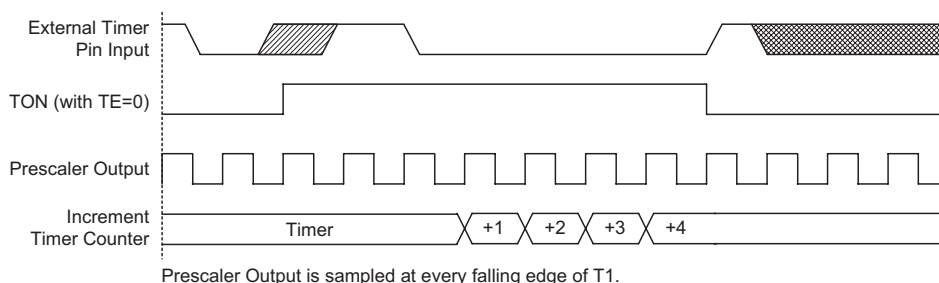 External Timer
Pin Input
TON (with TE=0)
Prescaler Output
Increment
Timer Counter
Timer
+1
+2
+3
+4
Prescaler Output is sampled at every falling edge of T1.